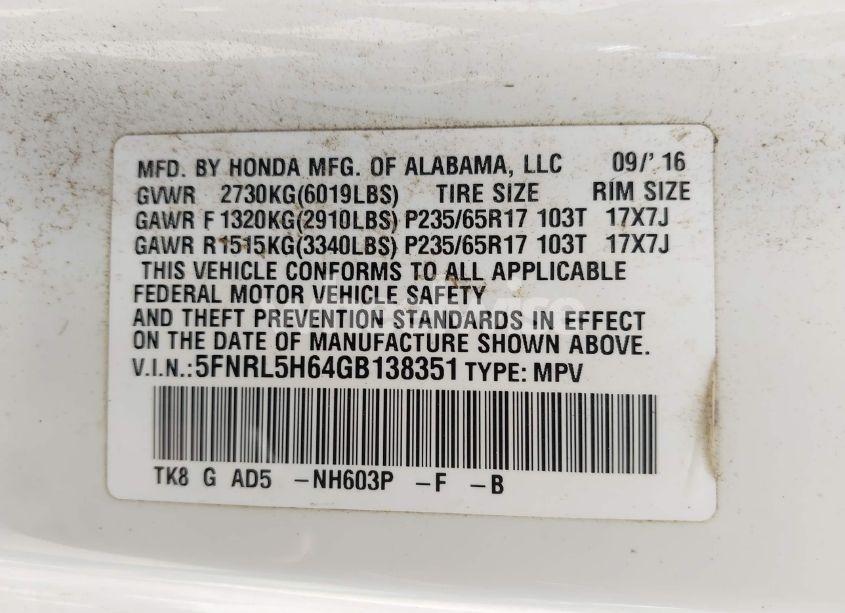 MFD. BY HONDA MFG. OF ALABAMA, LLC 09/'16
GVWR 2730KG(6019LBS) TIRE SIZE RIM SIZE
GAWR F1320KG(2910LBS) P235/65R17 103T 17X7J
GAWR R1515KG(3340LBS) P235/65R17 103T 17X7J
THIS VEHICLE CONFORMS TO ALL APPLICABLE
FEDERAL MOTOR VEHICLE SAFETY
AND THEFT PREVENTION STANDARDS IN EFFECT
ON THE DATE OF MANUFACTURE SHOWN ABOVE.
V.I.N.:5FNRL5H64GB138351 TYPE: MPV
TK8 G AD5 -NH603P -F -B